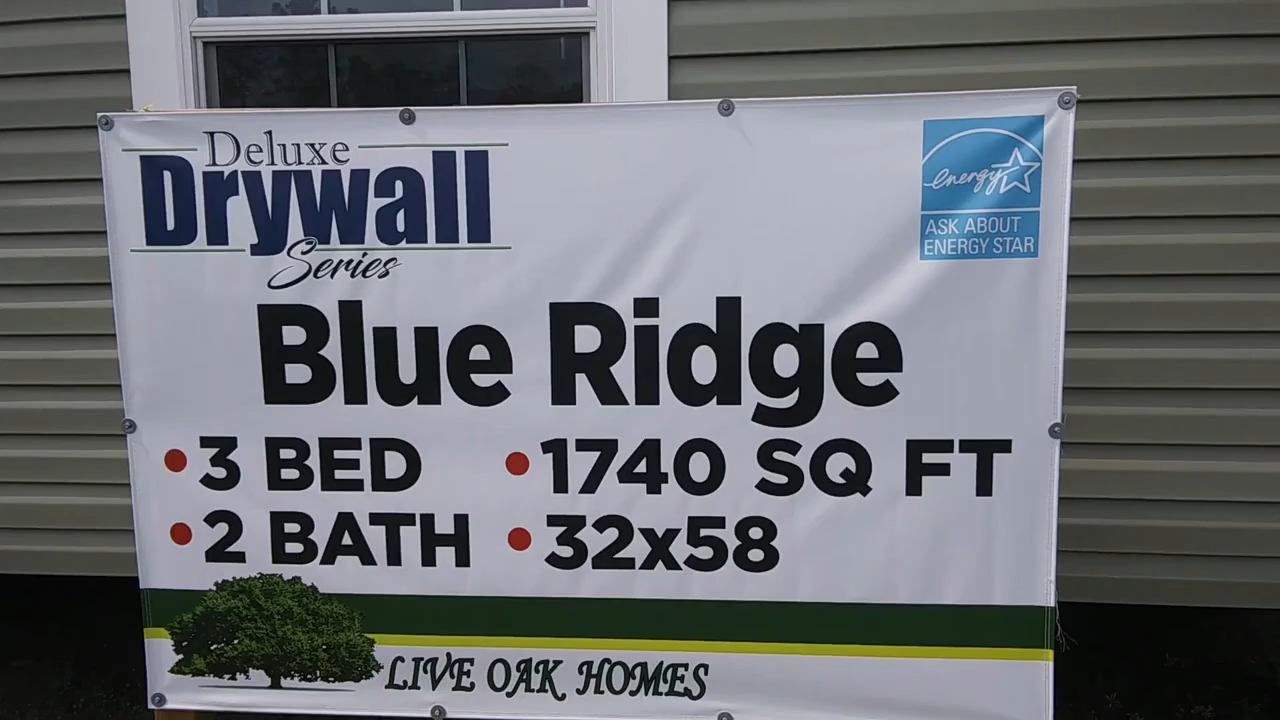 Deluxe
Drywall
Series
energy
ASK ABOUT
ENERGY STAR
Blue Ridge
• 3 BED
• 1740 SQ FT
• 2 BATH
• 32x58
LIVE OAK HOMES